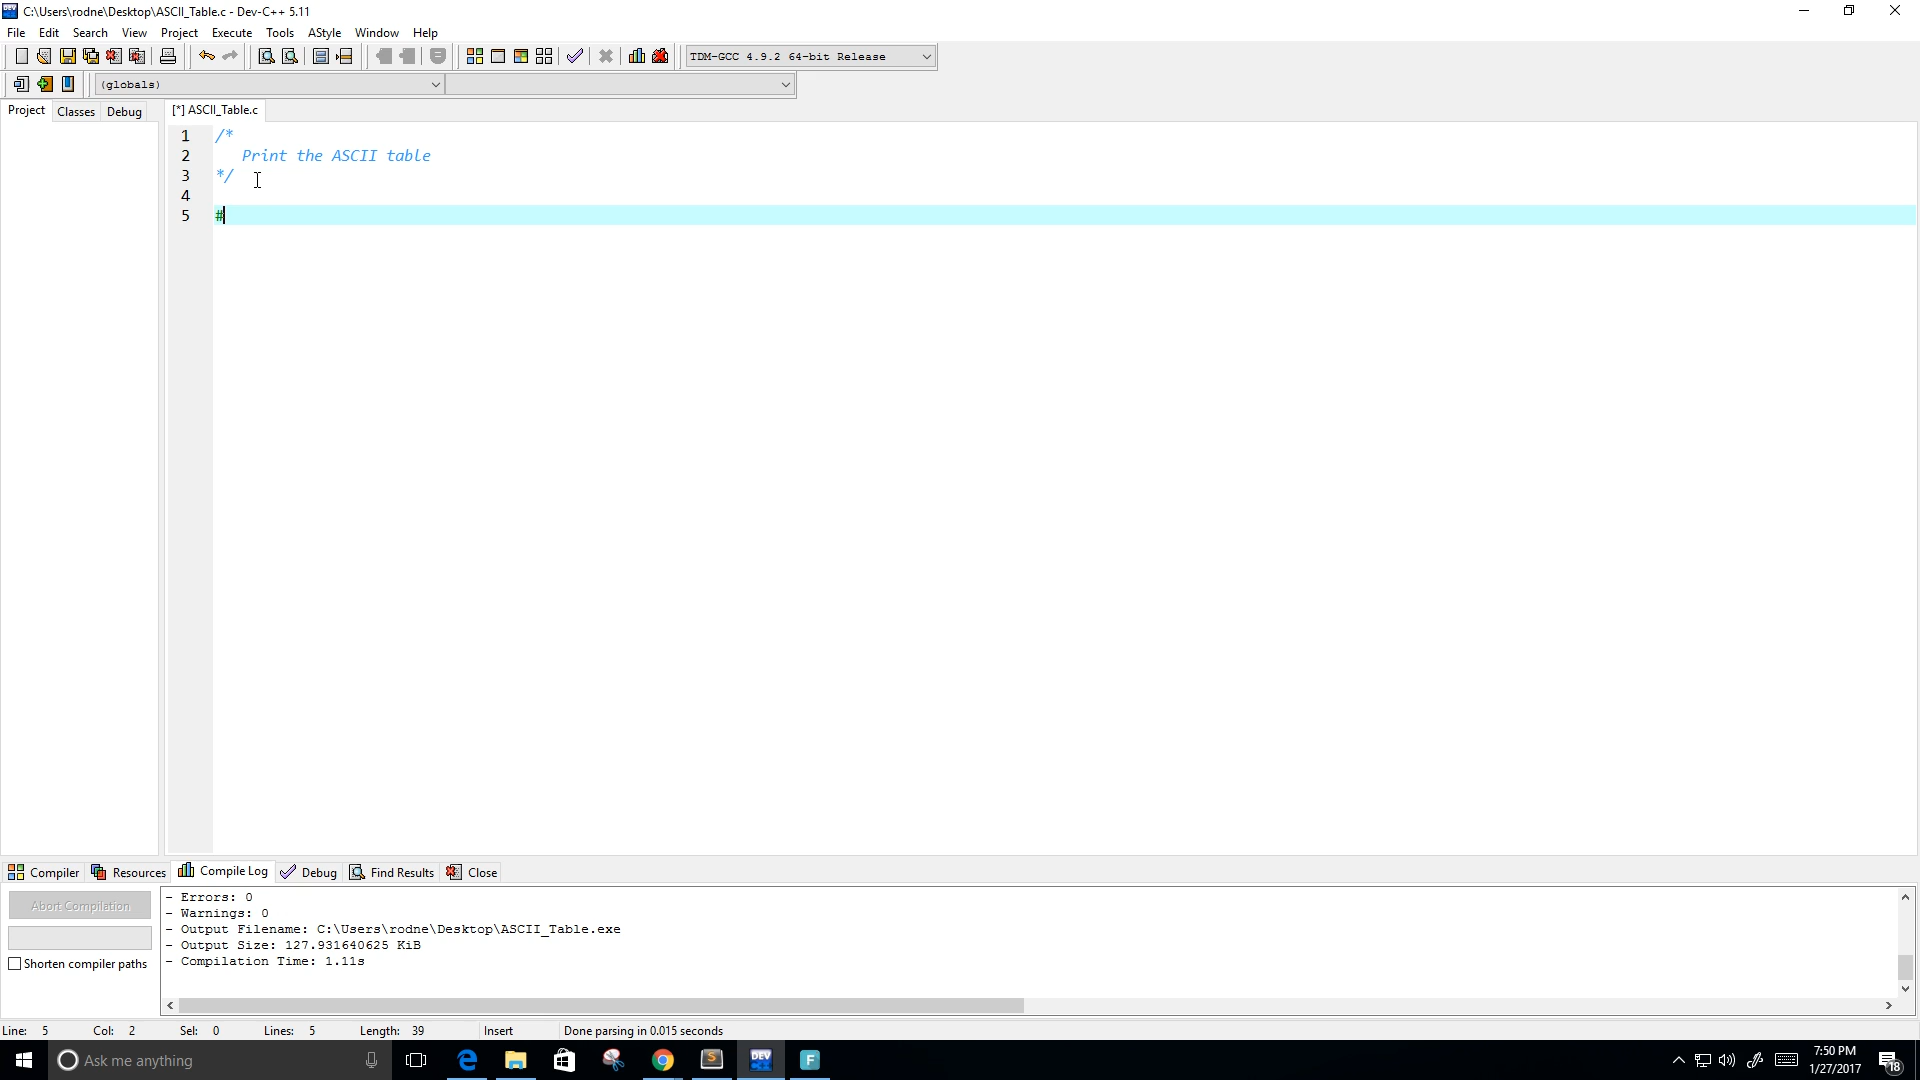 C:\Users\rodne\Desktop\ASCII_Table.c - Dev-C++ 5.11
File Edit Search View Project Execute Tools AStyle Window Help
TDM-GCC 4.9.2 64-bit Release
(globals)
Project Classes Debug [*] ASCII_Table.c
1 /*
2 Print the ASCII table
3 */
4
5 #
Compiler Resources Compile Log Debug Find Results Close
Abort Compilation
Shorten compiler paths
- Errors: 0
- Warnings: 0
- Output Filename: C:\Users\rodne\Desktop\ASCII_Table.exe
- Output Size: 127.931640625 KiB
- Compilation Time: 1.11s
Line: 5 Col: 2 Sel: 0 Lines: 5 Length: 39 Insert Done parsing in 0.015 seconds
Ask me anything
S
DEV
F
7:50 PM
1/27/2017
18